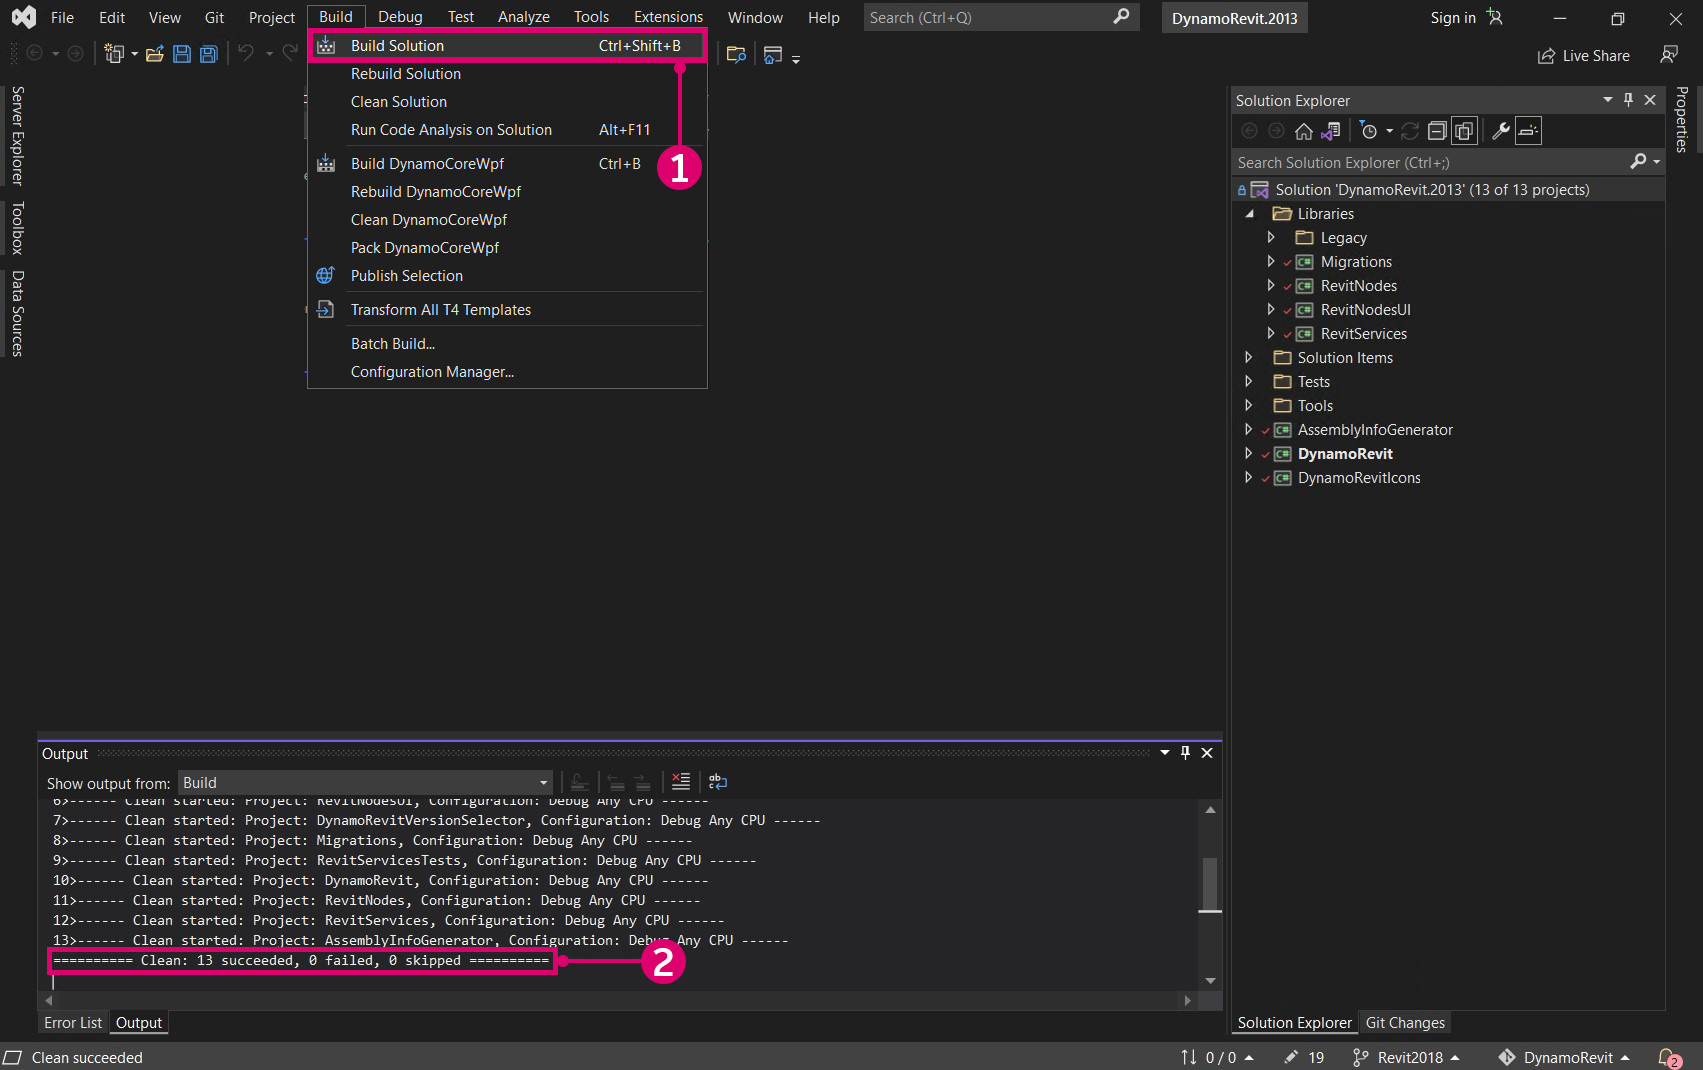 File Edit View Git Project Build Debug Test Analyze Tools Extensions Window Help Search (Ctrl+Q) DynamoRevit.2013 Sign in
Live Share
Build Solution Ctrl+Shift+B
Rebuild Solution
Clean Solution
Run Code Analysis on Solution Alt+F11
Build DynamoCoreWpf Ctrl+B
Rebuild DynamoCoreWpf
Clean DynamoCoreWpf
Pack DynamoCoreWpf
Publish Selection
Transform All T4 Templates
Batch Build...
Configuration Manager...
1
Server Explorer
Toolbox
Data Sources
Solution Explorer
Search Solution Explorer (Ctrl+;)
Solution 'DynamoRevit.2013' (13 of 13 projects)
Libraries
Legacy
C# Migrations
C# RevitNodes
C# RevitNodesUI
C# RevitServices
Solution Items
Tests
Tools
C# AssemblyInfoGenerator
C# DynamoRevit
C# DynamoRevitIcons
Properties
Output
Show output from: Build
6>------ Clean started: Project: RevitNodesUI, Configuration: Debug Any CPU ------
7>------ Clean started: Project: DynamoRevitVersionSelector, Configuration: Debug Any CPU ------
8>------ Clean started: Project: Migrations, Configuration: Debug Any CPU ------
9>------ Clean started: Project: RevitServicesTests, Configuration: Debug Any CPU ------
10>------ Clean started: Project: DynamoRevit, Configuration: Debug Any CPU ------
11>------ Clean started: Project: RevitNodes, Configuration: Debug Any CPU ------
12>------ Clean started: Project: RevitServices, Configuration: Debug Any CPU ------
13>------ Clean started: Project: AssemblyInfoGenerator, Configuration: Debug Any CPU ------
========== Clean: 13 succeeded, 0 failed, 0 skipped ==========
2
Error List Output
Solution Explorer Git Changes
Clean succeeded 0 / 0 19 Revit2018 DynamoRevit 2